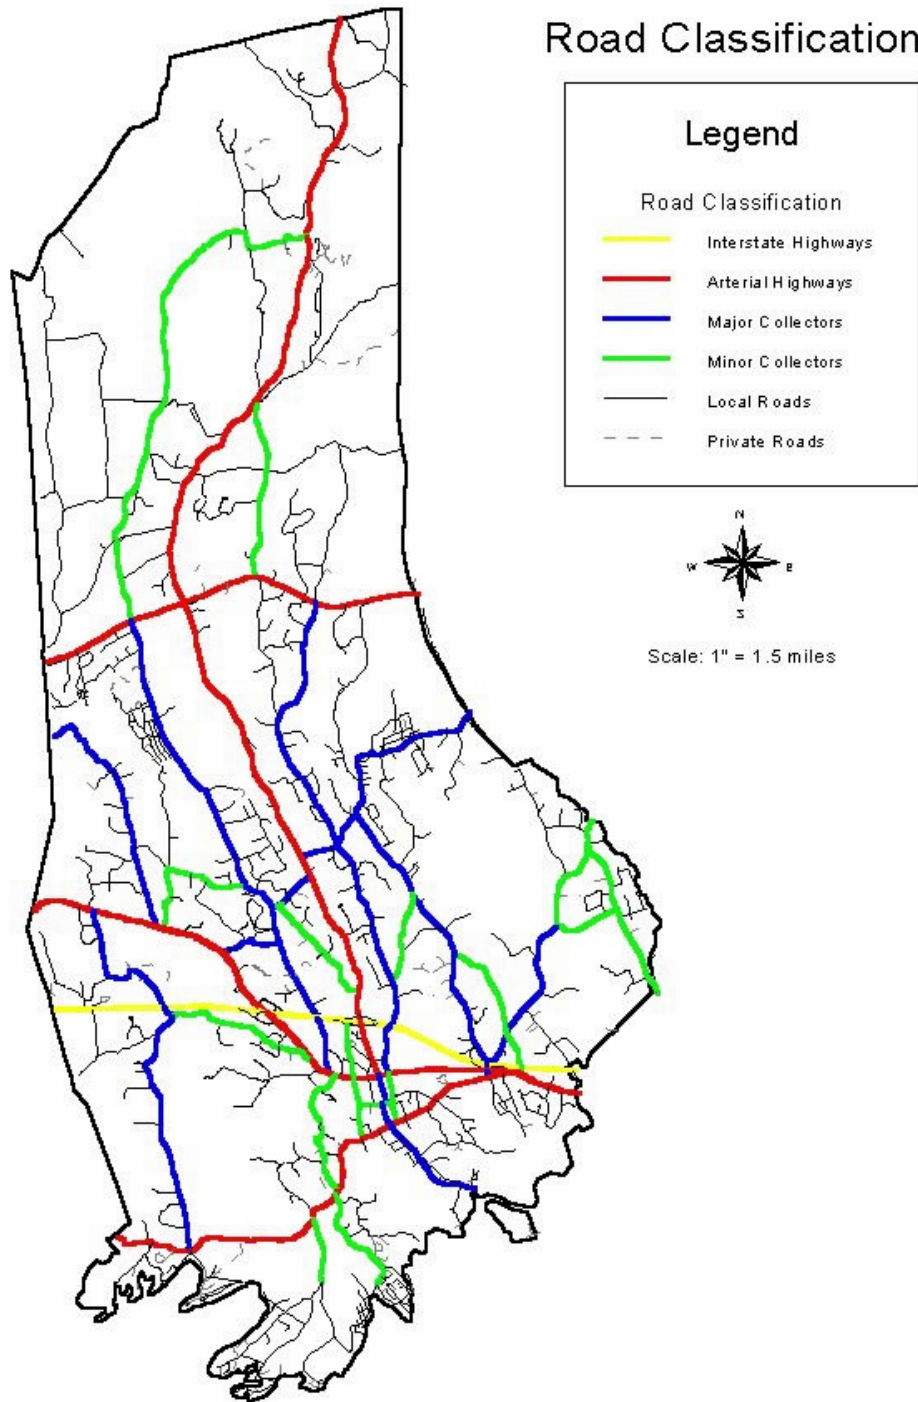 Road Classification
Legend
Road Classification
Interstate Highways
Arterial Highways
Major Collectors
Minor Collectors
Local Roads
Private Roads
N
W E
S
Scale: 1" = 1.5 miles